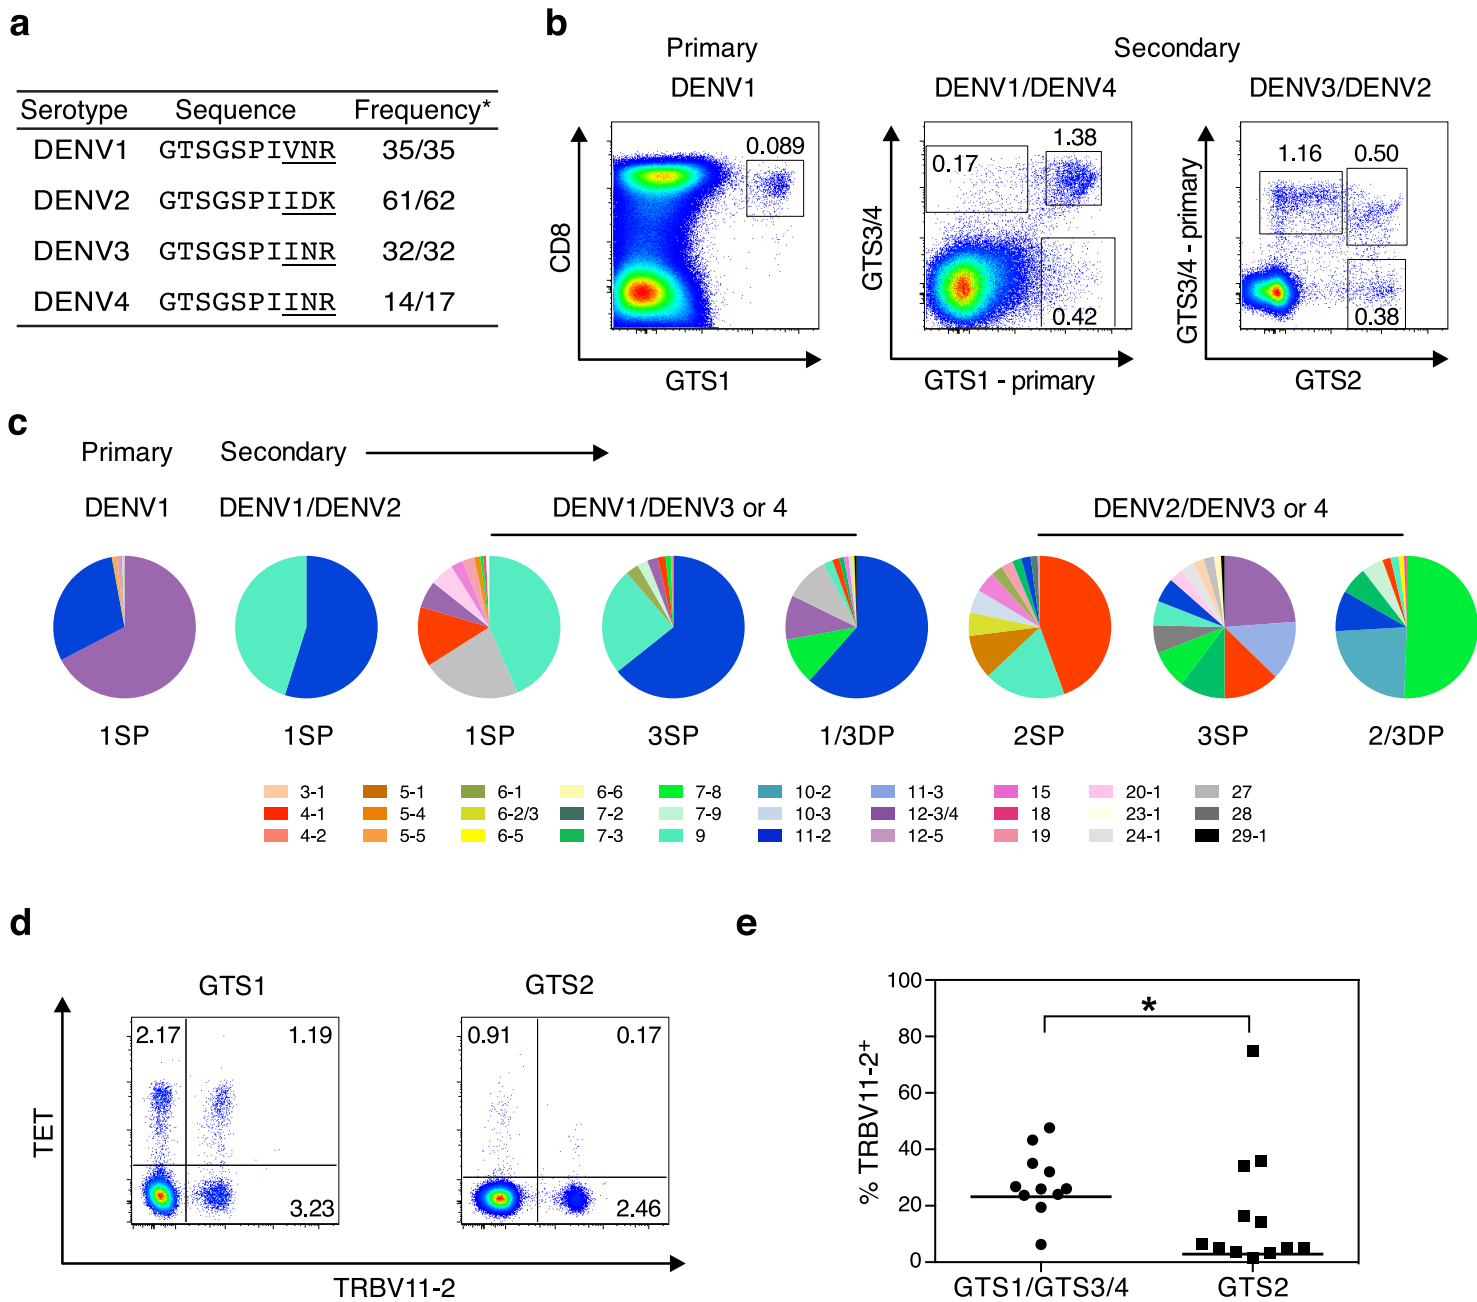 a
Serotype Sequence Frequency*
DENV1 GTSGSPIVNR 35/35
DENV2 GTSGSPIIDK 61/62
DENV3 GTSGSPIINR 32/32
DENV4 GTSGSPIINR 14/17
b
Primary Secondary
DENV1 DENV1/DENV4 DENV3/DENV2
CD8
0.089
GTS1
GTS3/4
0.17 1.38
0.42
GTS1 - primary
GTS3/4 - primary
1.16 0.50
0.38
GTS2
c
Primary Secondary
DENV1 DENV1/DENV2 DENV1/DENV3 or 4 DENV2/DENV3 or 4
1SP 1SP 1SP 3SP 1/3DP 2SP 3SP 2/3DP
3-1 5-1 6-1 6-6 7-8 10-2 11-3 15 20-1 27
4-1 5-4 6-2/3 7-2 7-9 10-3 12-3/4 18 23-1 28
4-2 5-5 6-5 7-3 9 11-2 12-5 19 24-1 29-1
d
GTS1 GTS2
TET
2.17 1.19
3.23
0.91 0.17
2.46
TRBV11-2
e
% TRBV11-2+
100
80
60
40
20
0
*
GTS1/GTS3/4 GTS2